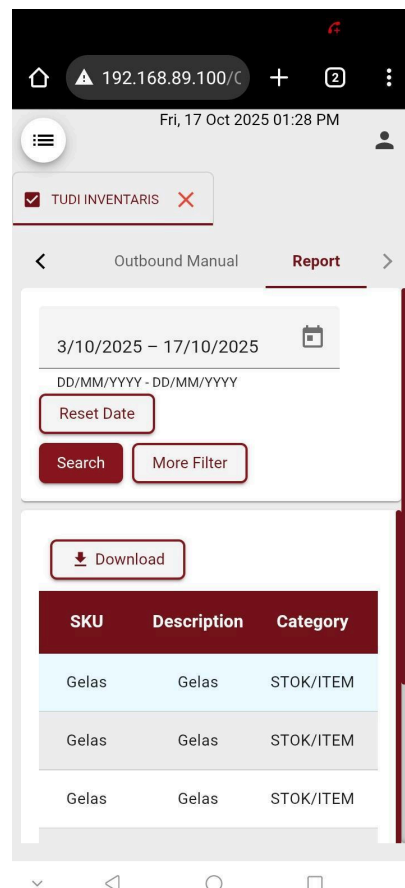 192.168.89.100/C
2
Fri, 17 Oct 2025 01:28 PM
TUDI INVENTARIS
Outbound Manual
Report
3/10/2025 – 17/10/2025
DD/MM/YYYY - DD/MM/YYYY
Reset Date
Search
More Filter
Download
SKU Description Category
Gelas Gelas STOK/ITEM
Gelas Gelas STOK/ITEM
Gelas Gelas STOK/ITEM